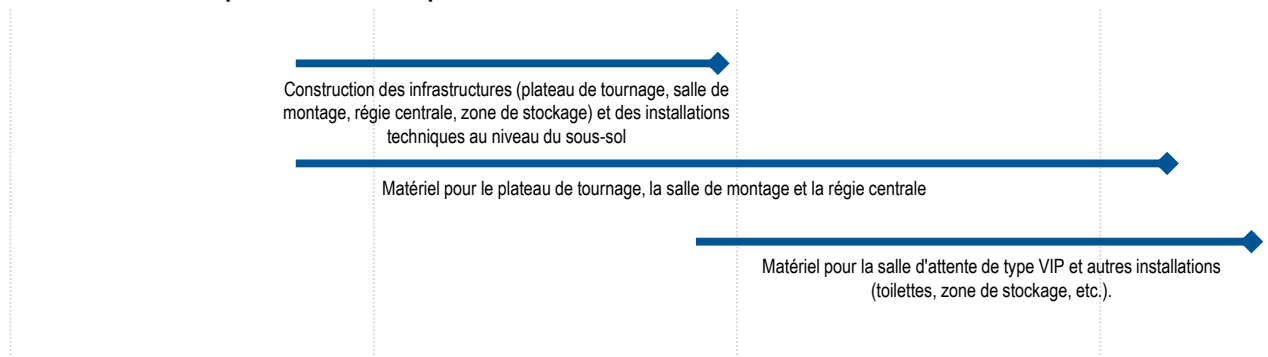 Construction des infrastructures (plateau de tournage, salle de
montage, régie centrale, zone de stockage) et des installations
techniques au niveau du sous-sol
Matériel pour le plateau de tournage, la salle de montage et la régie centrale
Matériel pour la salle d'attente de type VIP et autres installations
(toilettes, zone de stockage, etc.).